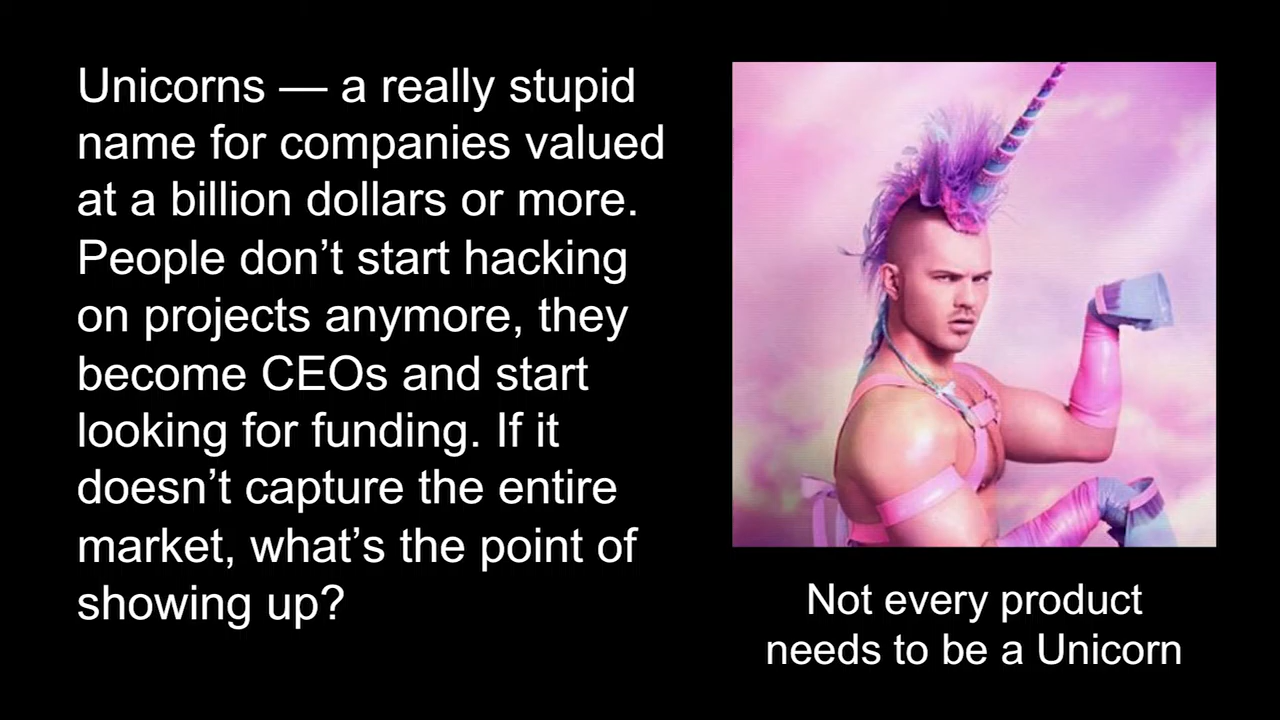 Unicorns — a really stupid
name for companies valued
at a billion dollars or more.
People don’t start hacking
on projects anymore, they
become CEOs and start
looking for funding. If it
doesn’t capture the entire
market, what’s the point of
showing up?
Not every product
needs to be a Unicorn